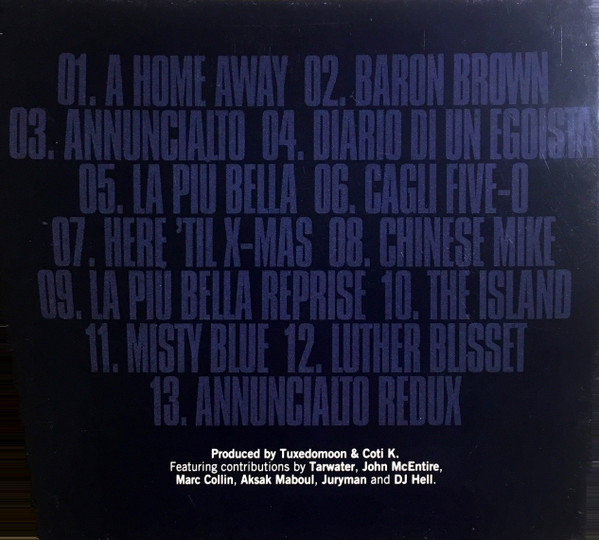 01. A HOME AWAY 02. BARON BROWN
03. ANNUNCIALTO 04. DIARIO DI UN EGOISTA
05. LA PIÙ BELLA 06. CAGLI FIVE-O
07. HERE 'TIL X-MAS 08. CHINESE MIKE
09. LA PIÙ BELLA REPRISE 10. THE ISLAND
11. MISTY BLUE 12. LUTHER BLISSET
13. ANNUNCIALTO REDUX
Produced by Tuxedomoon & Coti K.
Featuring contributions by Tarwater, John McEntire,
Marc Collin, Aksak Maboul, Juryman and DJ Hell.